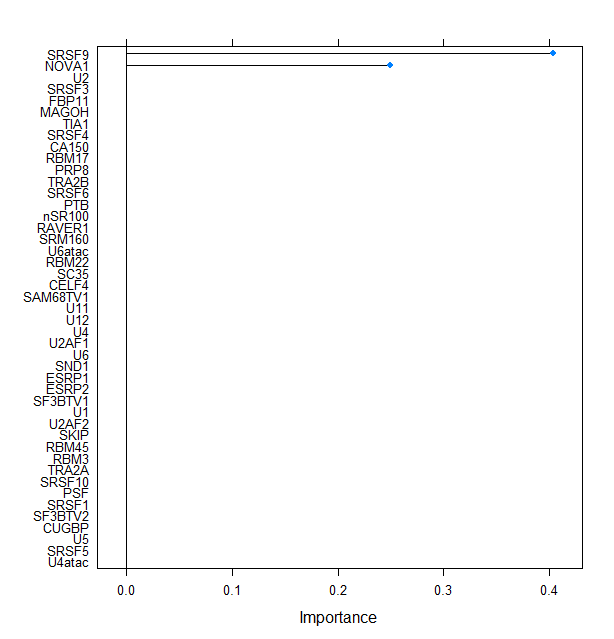 SRSF9
NOVA1
U2
SRSF3
FBP11
MAGOH
TIA1
SRSF4
CA150
RBM17
PRP8
TRA2B
SRSF6
PTB
nSR100
RAVER1
SRM160
U6atac
RBM22
SC35
CELF4
SAM68TV1
U11
U12
U4
U2AF1
U6
SND1
ESRP1
ESRP2
SF3BTV1
U1
U2AF2
SKIP
RBM45
RBM3
TRA2A
SRSF10
PSF
SRSF1
SF3BTV2
CUGBP
U5
SRSF5
U4atac
0.0 0.1 0.2 0.3 0.4
Importance